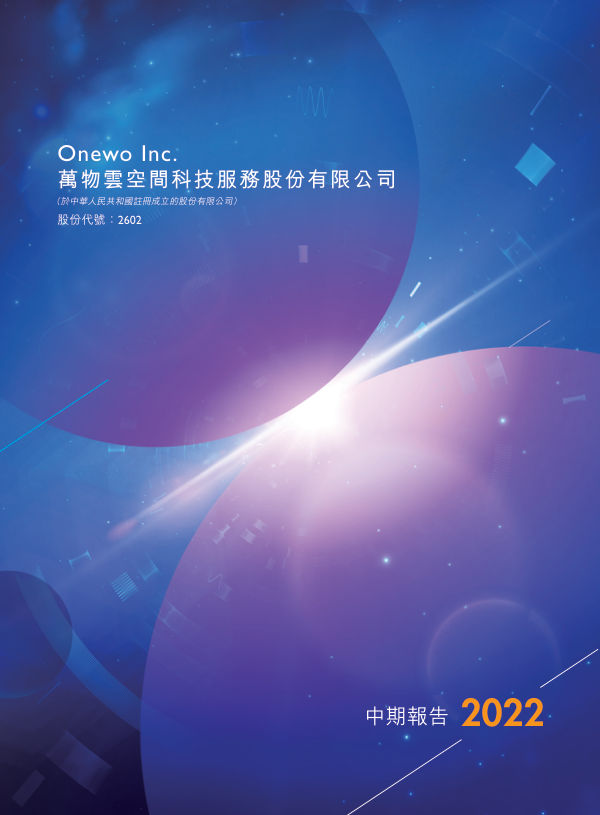 Onewo Inc.
萬物雲空間科技服務股份有限公司
(於中華人民共和國註冊成立的股份有限公司)
股份代號：2602
中期報告 2022